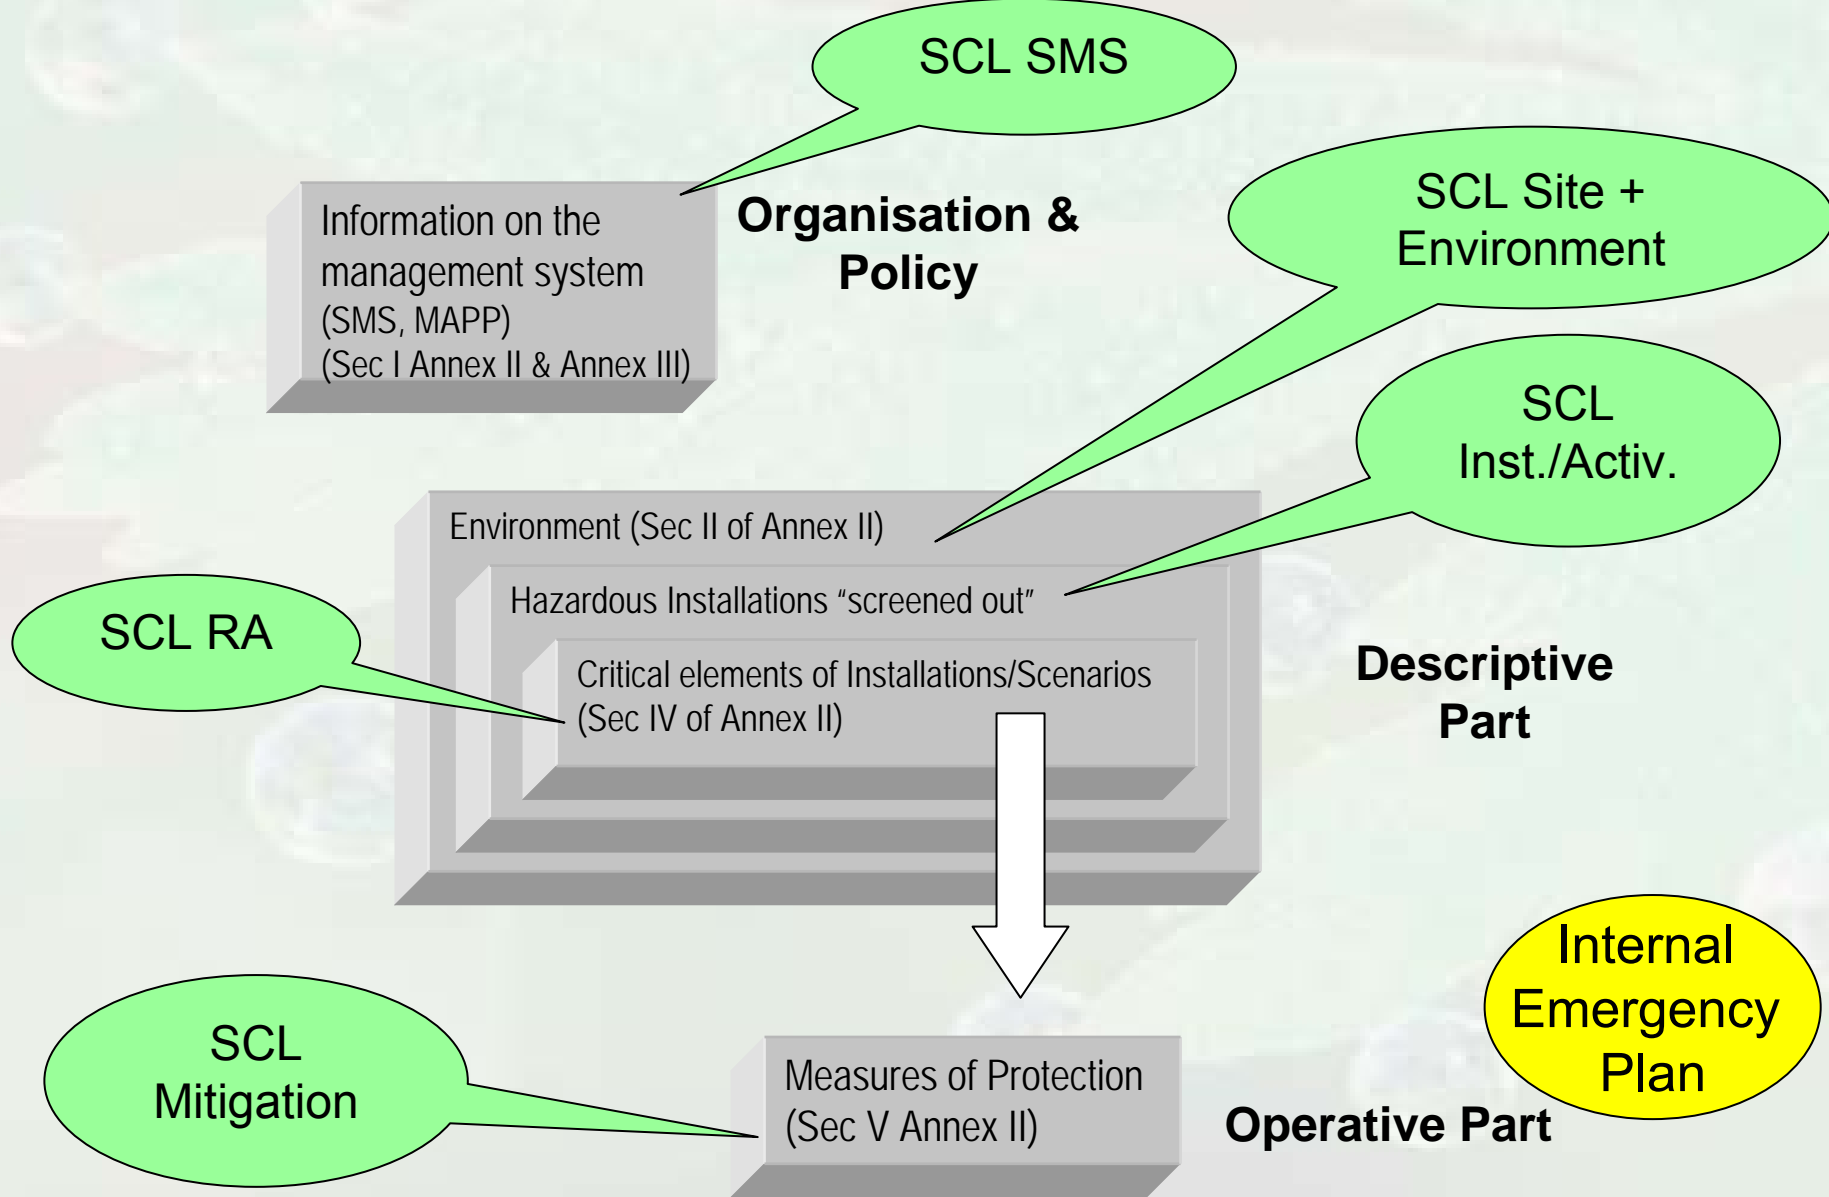 SCL SMS
Information on the
management system
(SMS, MAPP)
(Sec I Annex II & Annex III)
Organisation &
Policy
SCL Site +
Environment
SCL
Inst./Activ.
Environment (Sec II of Annex II)
Hazardous Installations “screened out”
SCL RA
Critical elements of Installations/Scenarios
(Sec IV of Annex II)
Descriptive
Part
Internal
Emergency
Plan
SCL
Mitigation
Measures of Protection
(Sec V Annex II)
Operative Part